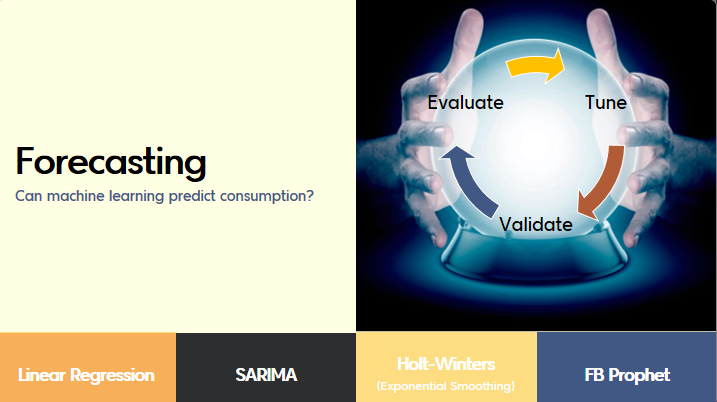 Forecasting
Can machine learning predict consumption?
Evaluate
Tune
Validate
Linear Regression
SARIMA
Holt-Winters
(Exponential Smoothing)
FB Prophet